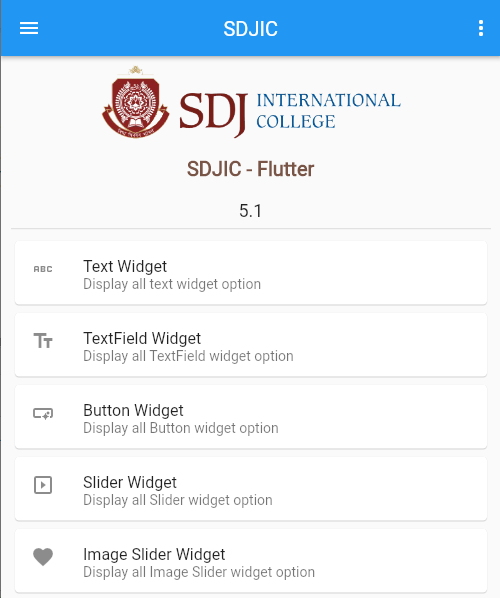 SDJIC
SDJ INTERNATIONAL
COLLEGE
SDJIC - Flutter
5.1
ABC
Text Widget
Display all text widget option
TextField Widget
Display all TextField widget option
Button Widget
Display all Button widget option
Slider Widget
Display all Slider widget option
Image Slider Widget
Display all Image Slider widget option